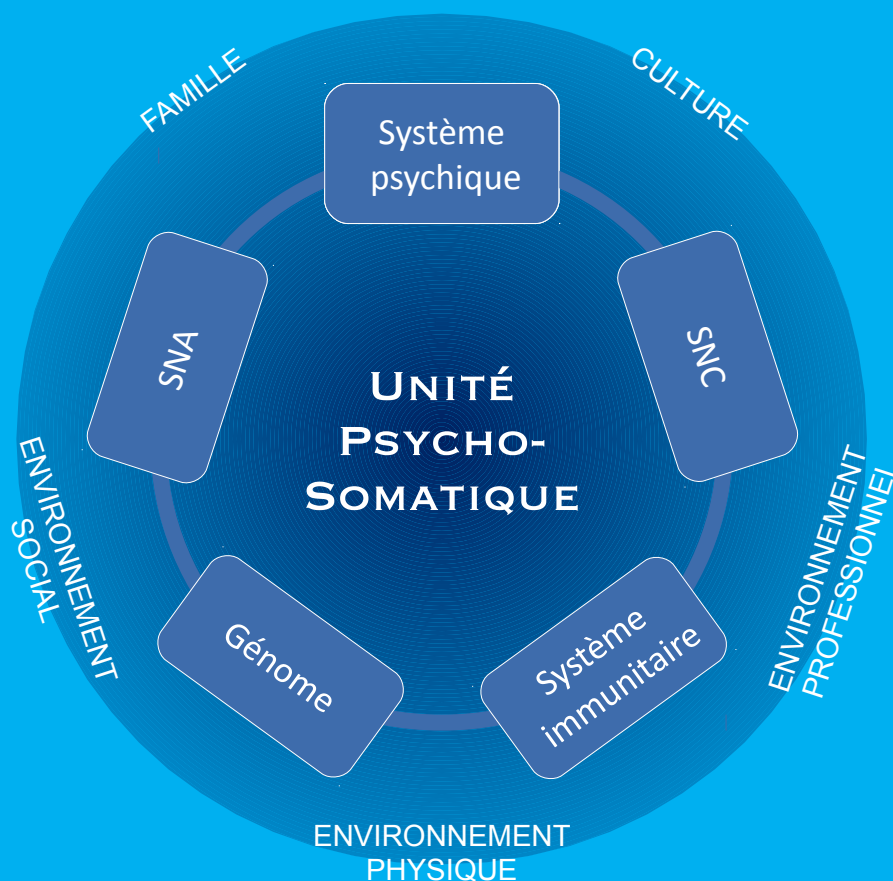 FAMILLE
CULTURE
Système
psychique
SNA
SNC
UNITÉ
PSYCHO-
SOMATIQUE
ENVIRONNEMENT
SOCIAL
ENVIRONNEMENT
PROFESSIONNEL
Génome
Système
immunitaire
ENVIRONNEMENT
PHYSIQUE